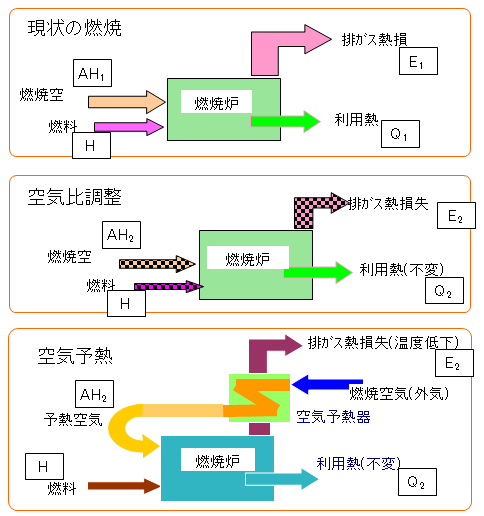 現状の燃焼
排ガス熱損
E₁
AH₁
燃焼空
燃焼炉
燃料
H
利用熱
Q₁
空気比調整
排ガス熱損失
E₂
AH₂
燃焼空
燃焼炉
燃料
H
利用熱(不変)
Q₂
空気予熱
排ガス熱損失(温度低下)
E₂
AH₂
燃焼空気(外気)
予熱空気
空気予熱器
燃焼炉
H
燃料
利用熱(不変)
Q₂